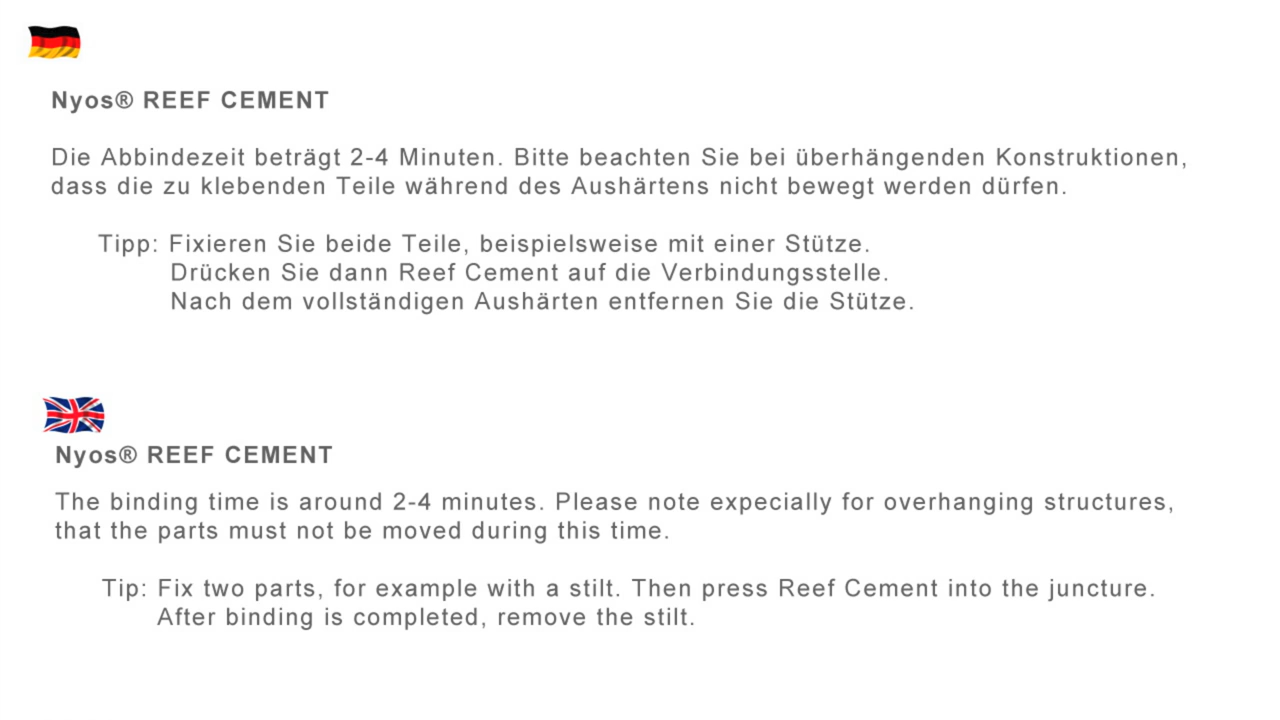 Nyos® REEF CEMENT
Die Abbindezeit beträgt 2-4 Minuten. Bitte beachten Sie bei überhängenden Konstruktionen,
dass die zu klebenden Teile während des Aushärtens nicht bewegt werden dürfen.
Tipp: Fixieren Sie beide Teile, beispielsweise mit einer Stütze.
Drücken Sie dann Reef Cement auf die Verbindungsstelle.
Nach dem vollständigen Aushärten entfernen Sie die Stütze.
Nyos® REEF CEMENT
The binding time is around 2-4 minutes. Please note expecially for overhanging structures,
that the parts must not be moved during this time.
Tip: Fix two parts, for example with a stilt. Then press Reef Cement into the juncture.
After binding is completed, remove the stilt.